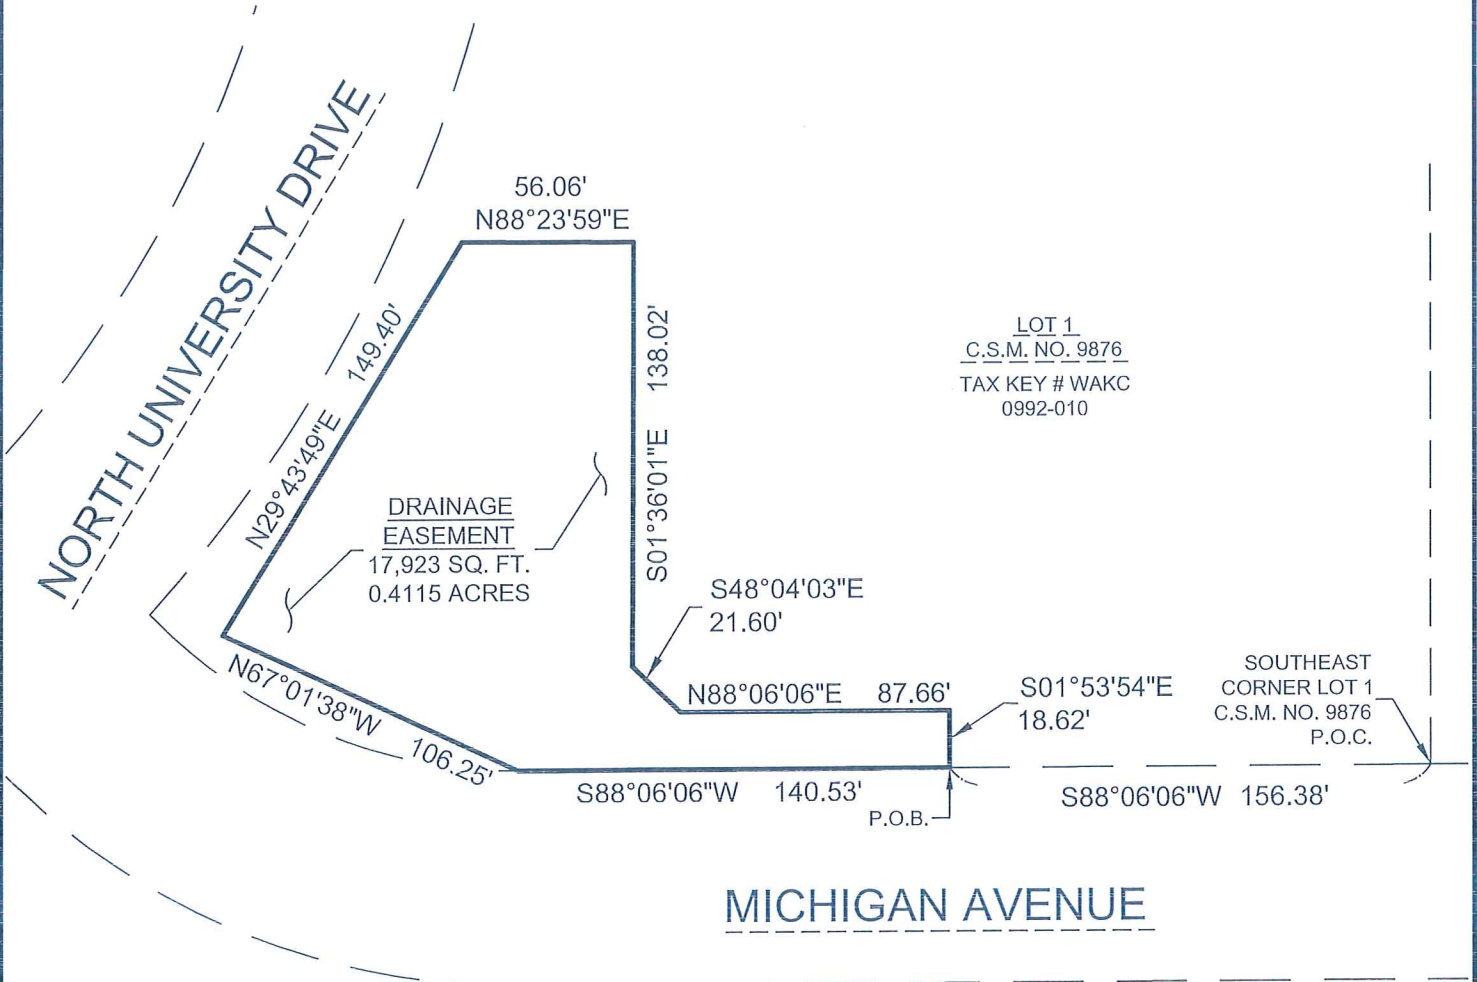 NORTH UNIVERSITY DRIVE
56.06'
N88°23'59"E
N29°43'49"E 149.40'
S01°36'01"E 138.02'
LOT 1
C.S.M. NO. 9876
TAX KEY # WAKC
0992-010
DRAINAGE
EASEMENT
17,923 SQ. FT.
0.4115 ACRES
S48°04'03"E
21.60'
N67°01'38"W 106.25'
N88°06'06"E 87.66'
S01°53'54"E
18.62'
SOUTHEAST
CORNER LOT 1
C.S.M. NO. 9876
P.O.C.
S88°06'06"W 140.53'
P.O.B.
S88°06'06"W 156.38'
MICHIGAN AVENUE